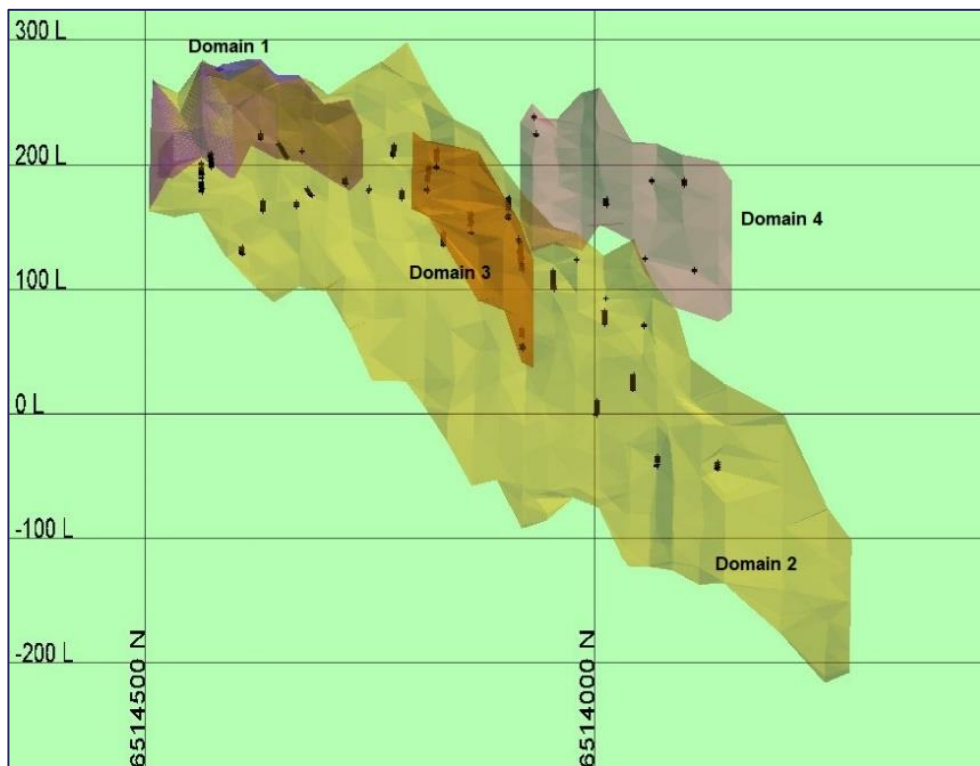 300 L
Domain 1
200 L
Domain 4
Domain 3
100 L
0 L
-100 L
Domain 2
-200 L
6514500 N
6514000 N